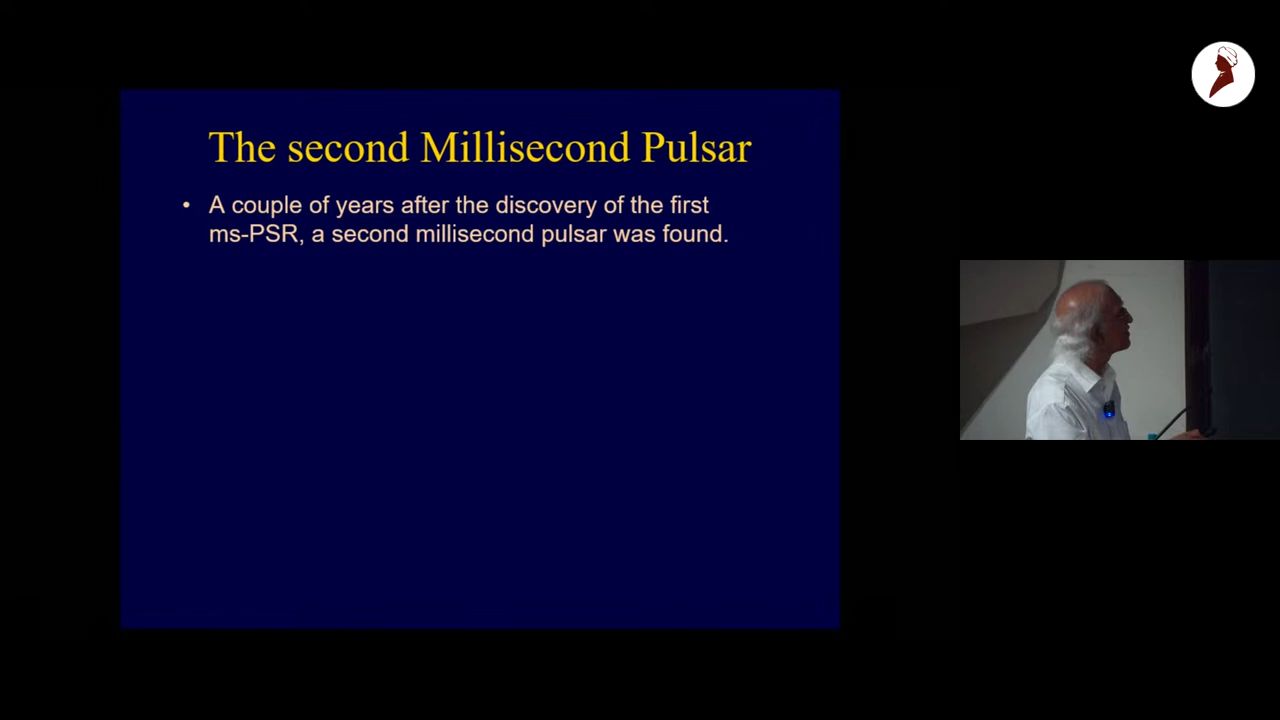 The second Millisecond Pulsar
• A couple of years after the discovery of the first
ms-PSR, a second millisecond pulsar was found.